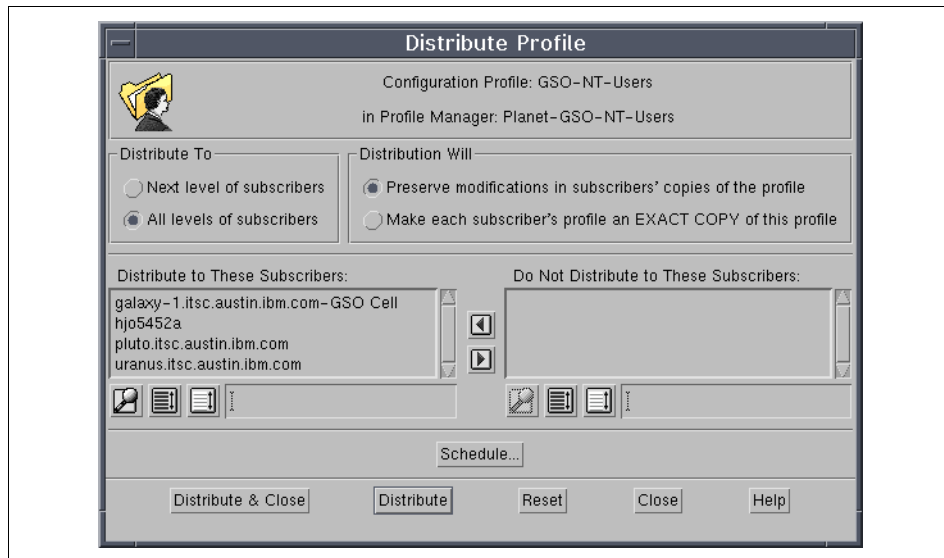 Distribute Profile
Configuration Profile: GSO-NT-Users
in Profile Manager: Planet-GSO-NT-Users
Distribute To
Next level of subscribers
All levels of subscribers
Distribution Will
Preserve modifications in subscribers' copies of the profile
Make each subscriber's profile an EXACT COPY of this profile
Distribute to These Subscribers:
galaxy-1.itsc.austin.ibm.com-GSO Cell
hjo5452a
pluto.itsc.austin.ibm.com
uranus.itsc.austin.ibm.com
Do Not Distribute to These Subscribers:
Schedule...
Distribute & Close
Distribute
Reset
Close
Help